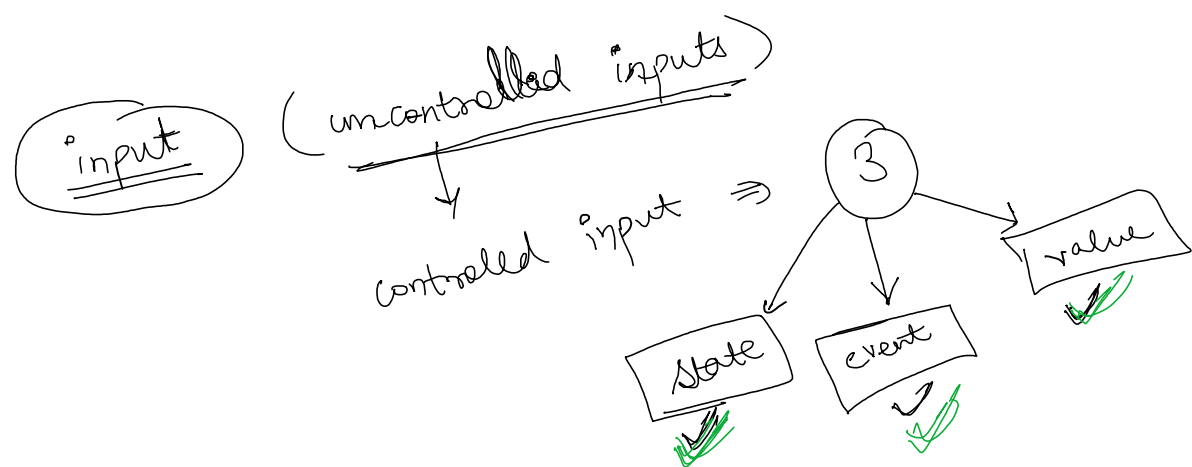 input
(uncontrolled inputs)
controlled input ⇒
3
state
event
value